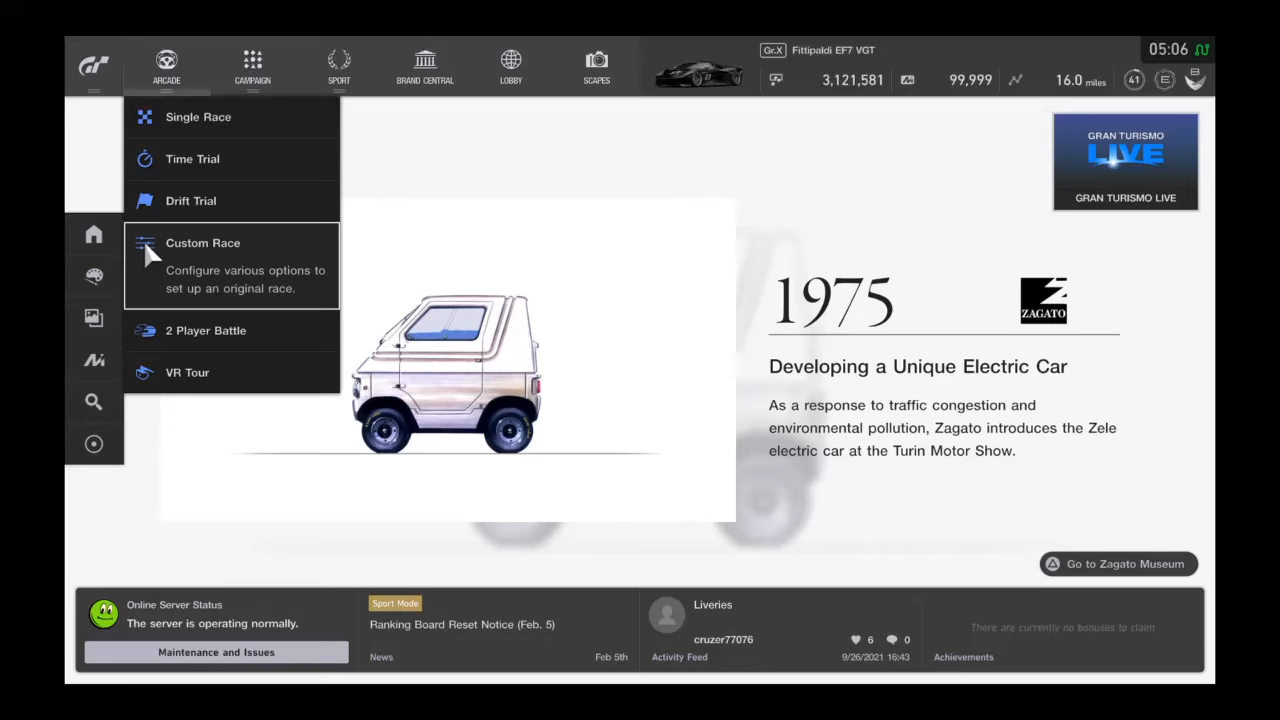 GT
ARCADE
CAMPAIGN
SPORT
BRAND CENTRAL
LOBBY
SCAPES
Gr.X Fittipaldi EF7 VGT
05:06
3,121,581
99,999
16.0 miles
41
E
B
Single Race
Time Trial
Drift Trial
Custom Race
Configure various options to
set up an original race.
2 Player Battle
VR Tour
GRAN TURISMO
LIVE
GRAN TURISMO LIVE
1975
ZAGATO
Developing a Unique Electric Car
As a response to traffic congestion and
environmental pollution, Zagato introduces the Zele
electric car at the Turin Motor Show.
Go to Zagato Museum
Online Server Status
The server is operating normally.
Maintenance and Issues
Sport Mode
Ranking Board Reset Notice (Feb. 5)
News Feb 5th
Liveries
cruzer77076 6 0
Activity Feed 9/26/2021 16:43
There are currently no bonuses to claim
Achievements